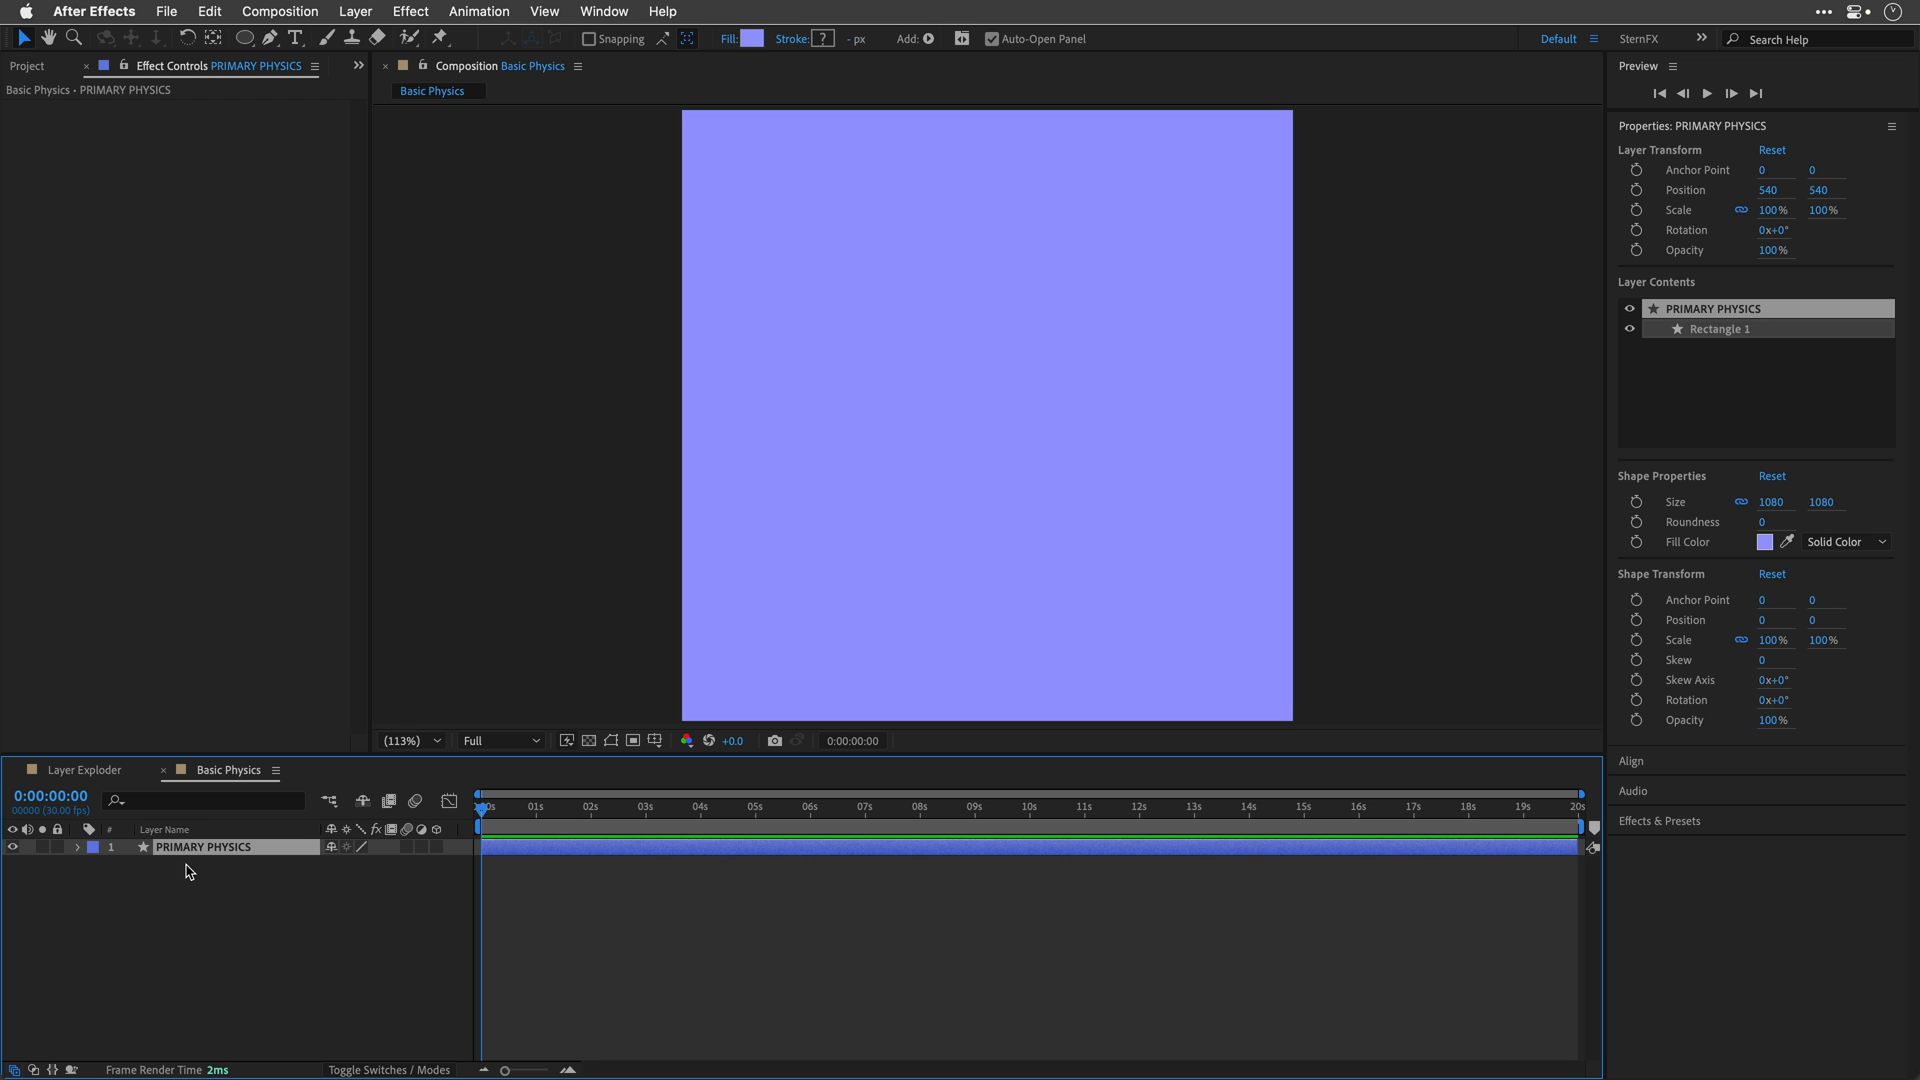 After Effects File Edit Composition Layer Effect Animation View Window Help
Snapping Fill: Stroke: ? - px Add: Auto-Open Panel Default SternFX Search Help
Project Effect Controls PRIMARY PHYSICS
Basic Physics • PRIMARY PHYSICS
Composition Basic Physics
Basic Physics
(113%) Full +0.0 0:00:00:00
Preview
Properties: PRIMARY PHYSICS
Layer Transform Reset
Anchor Point 0 0
Position 540 540
Scale 100% 100%
Rotation 0x+0°
Opacity 100%
Layer Contents
PRIMARY PHYSICS
Rectangle 1
Shape Properties Reset
Size 1080 1080
Roundness 0
Fill Color Solid Color
Shape Transform Reset
Anchor Point 0 0
Position 0 0
Scale 100% 100%
Skew 0
Skew Axis 0x+0°
Rotation 0x+0°
Opacity 100%
Align
Audio
Effects & Presets
Layer Exploder Basic Physics
0:00:00:00
00000 (30.00 fps)
01s 02s 03s 04s 05s 06s 07s 08s 09s 10s 11s 12s 13s 14s 15s 16s 17s 18s 19s 20s
# Layer Name fx
1 PRIMARY PHYSICS
Frame Render Time 2ms Toggle Switches / Modes